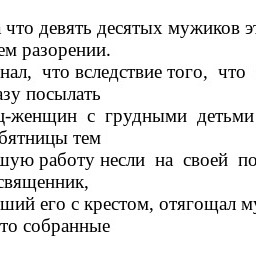 что девять десятых мужиков эт
ем разорении.
нал, что вследствие того, что
азу посылать
ц-женщин с грудными детьми
бятницы тем
шую работу несли на своей по
священник,
ший его с крестом, отягощал му
то собранные